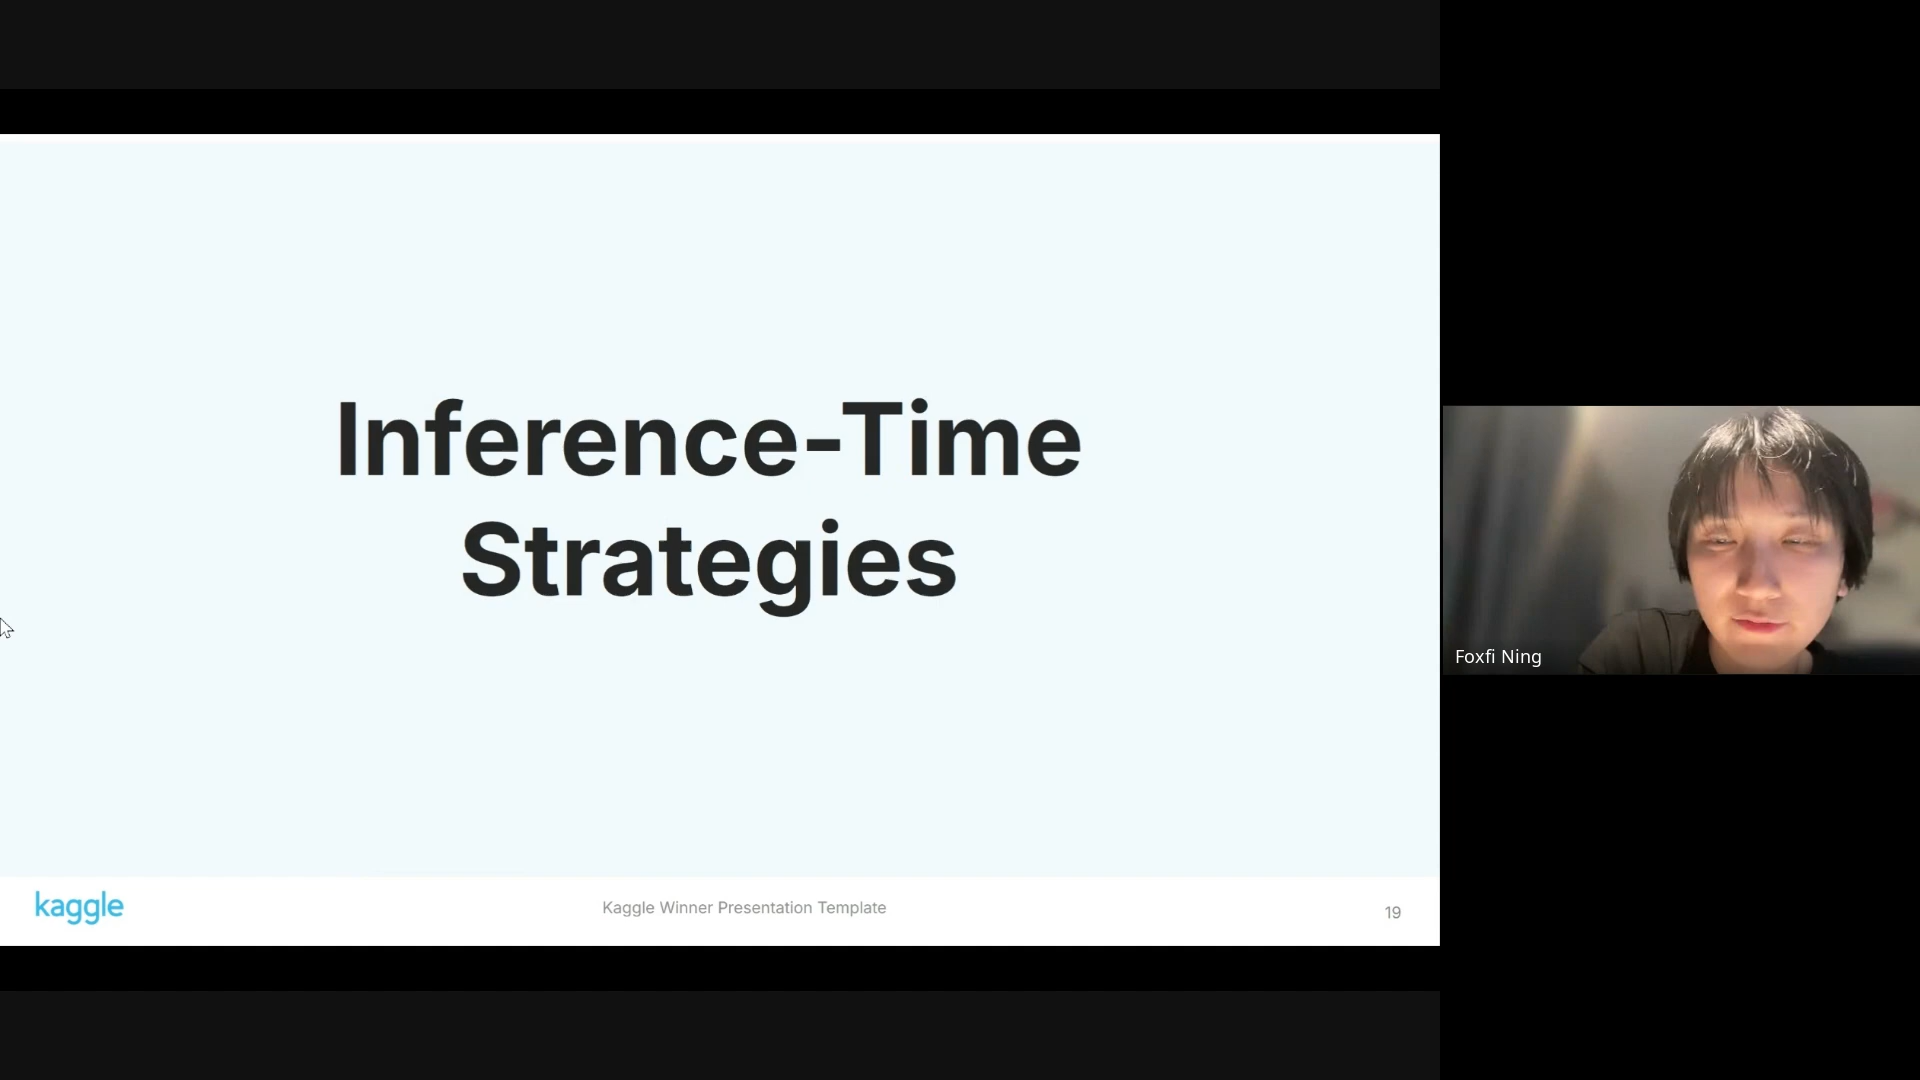 Inference-Time
Strategies
Foxfi Ning
kaggle
Kaggle Winner Presentation Template
19